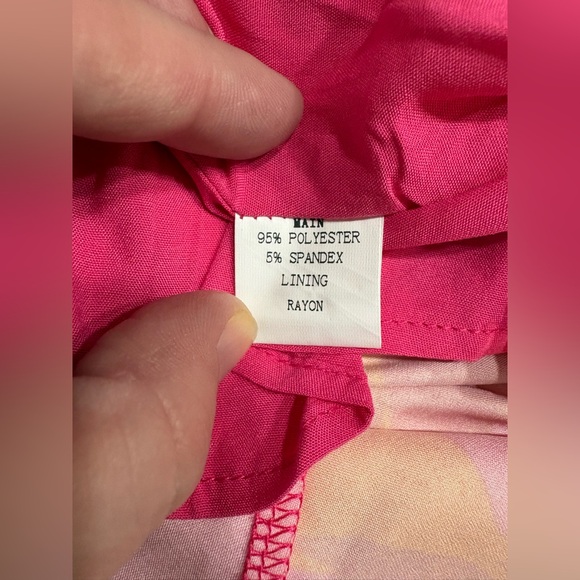 MAIN
95% POLYESTER
5% SPANDEX
LINING
RAYON